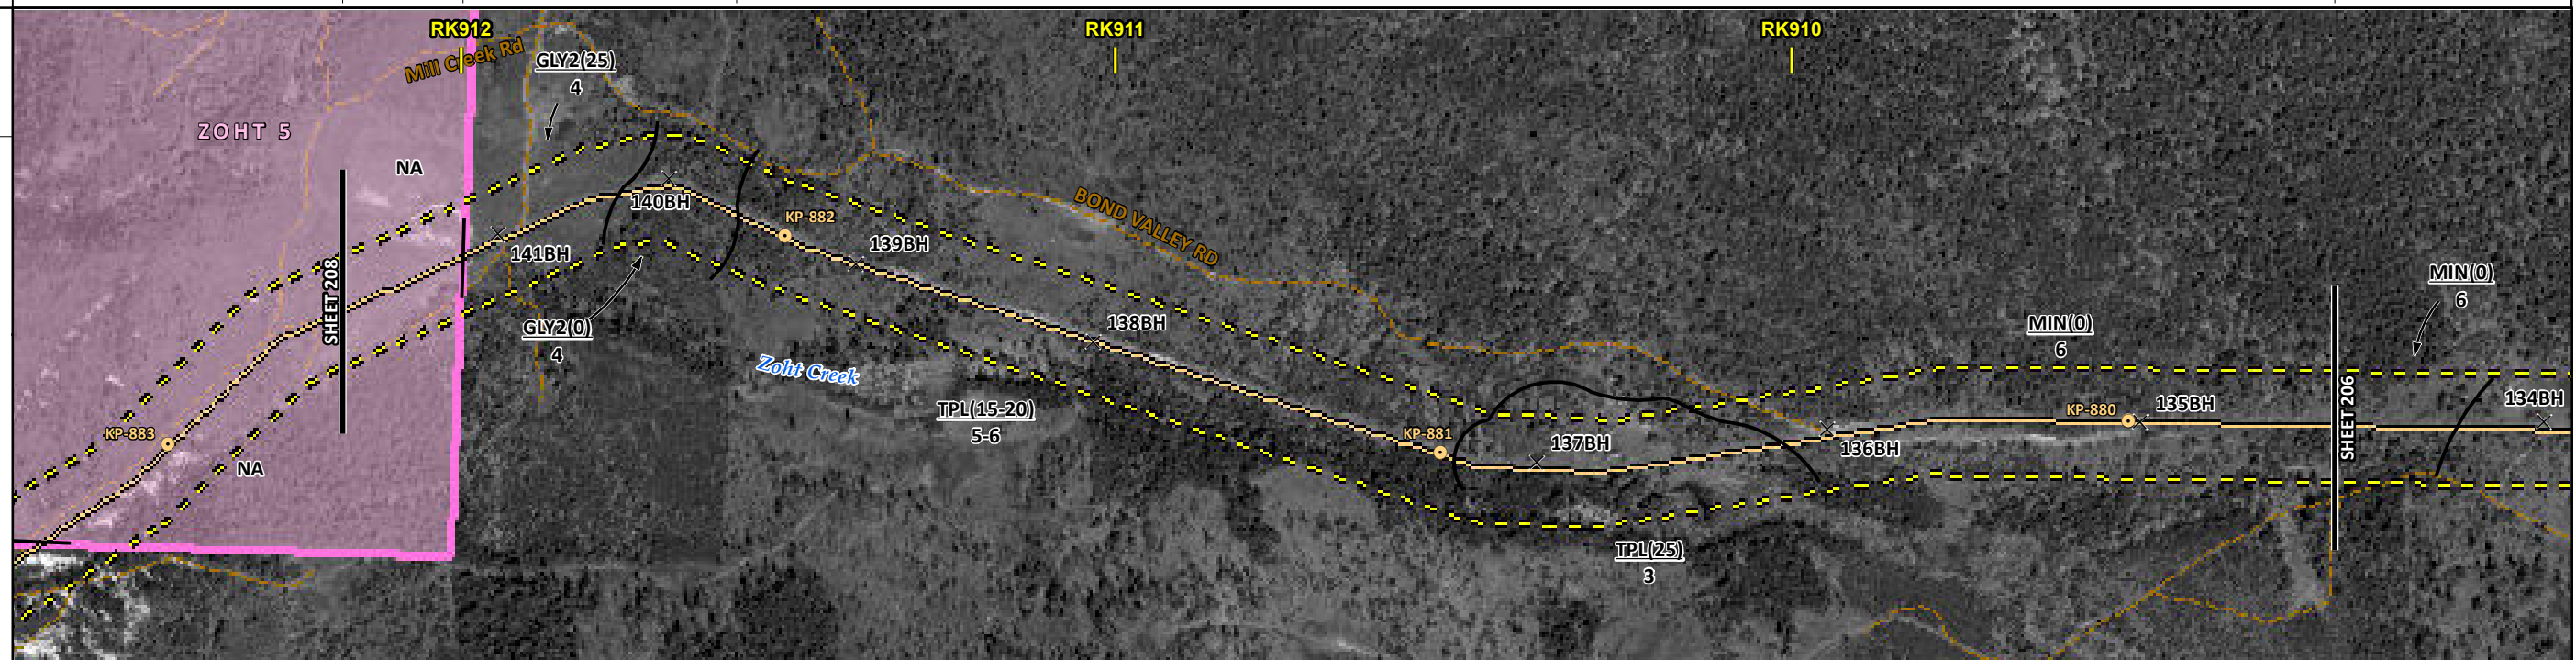 RK912
RK911
RK910
Mill Creek Rd
GLY2(25)
4
ZOHT 5
NA
140BH
KP-882
BOND VALLEY RD
139BH
141BH
SHEET 208
GLY2(0)
4
138BH
MIN(0)
6
MIN(0)
6
Zoht Creek
TPL(15-20)
5-6
KP-883
NA
KP-881
137BH
136BH
KP-880
135BH
SHEET 206
134BH
TPL(25)
3